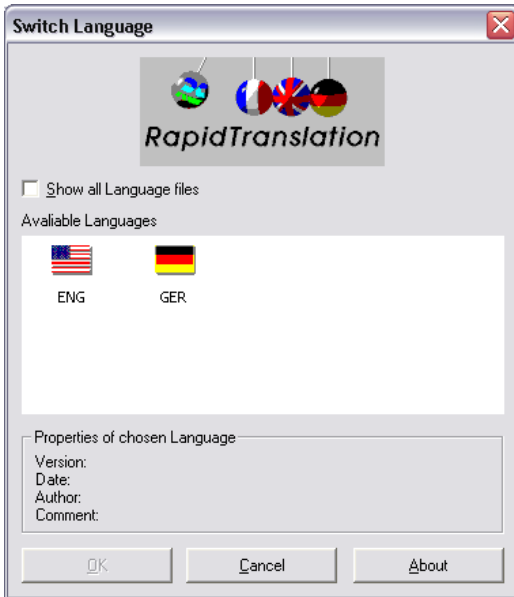 Switch Language
RapidTranslation
Show all Language files
Avaliable Languages
ENG GER
Properties of chosen Language
Version:
Date:
Author:
Comment:
OK Cancel About